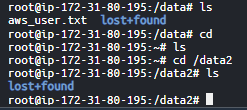 root@ip-172-31-80-195:/data# ls
aws_user.txt  lost+found
root@ip-172-31-80-195:/data# cd
root@ip-172-31-80-195:~# ls
root@ip-172-31-80-195:~# cd /data2
root@ip-172-31-80-195:/data2# ls
lost+found
root@ip-172-31-80-195:/data2#